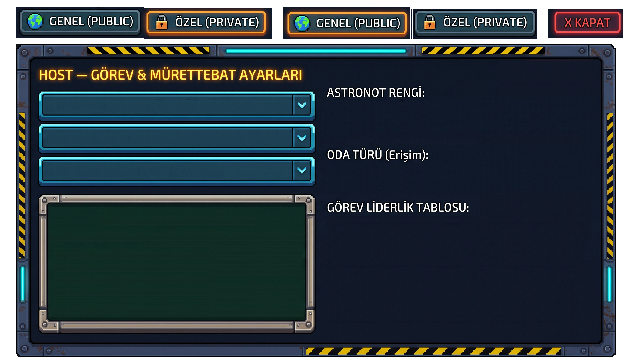 GENEL (PUBLIC) ÖZEL (PRIVATE) GENEL (PUBLIC) ÖZEL (PRIVATE) X KAPAT
HOST — GÖREV & MÜRETTEBAT AYARLARI
ASTRONOT RENGİ:
ODA TÜRÜ (Erişim):
GÖREV LİDERLİK TABLOSU: